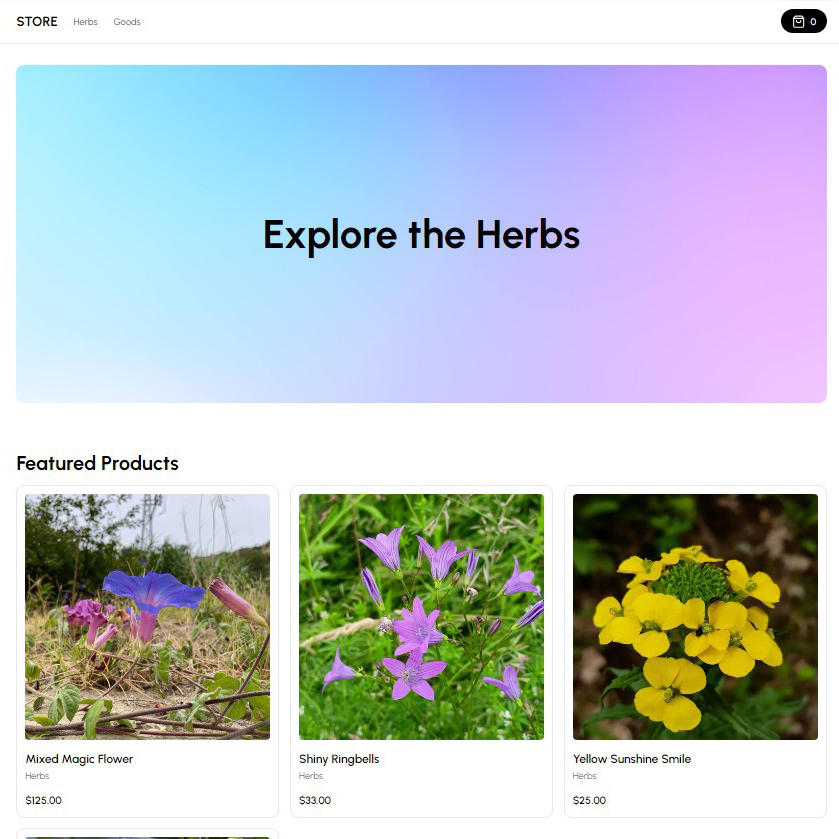 STORE Herbs Goods 0
Explore the Herbs
Featured Products
Mixed Magic Flower
Herbs
$125.00
Shiny Ringbells
Herbs
$33.00
Yellow Sunshine Smile
Herbs
$25.00